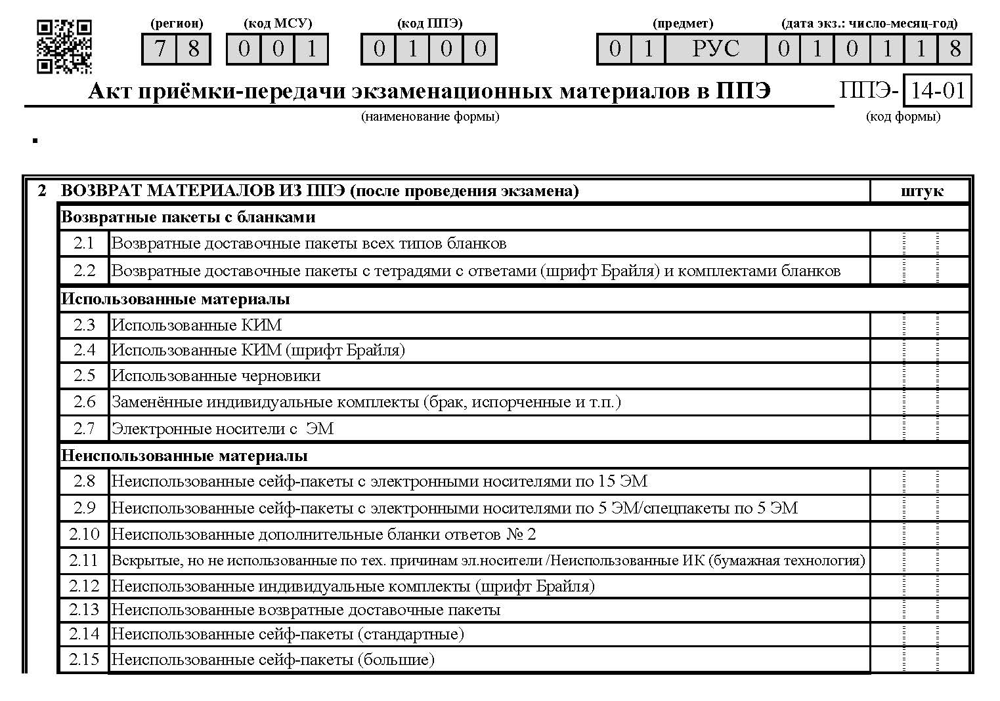 (регион) (код МСУ) (код ППЭ) (предмет) (дата экз.: число-месяц-год)
7 8 0 0 1 0 1 0 0 0 1 РУС 0 1 0 1 1 8
Акт приёмки-передачи экзаменационных материалов в ППЭ ППЭ- 14-01
(наименование формы) (код формы)
2 ВОЗВРАТ МАТЕРИАЛОВ ИЗ ППЭ (после проведения экзамена) штук
Возвратные пакеты с бланками
2.1 Возвратные доставочные пакеты всех типов бланков
2.2 Возвратные доставочные пакеты с тетрадями с ответами (шрифт Брайля) и комплектами бланков
Использованные материалы
2.3 Использованные КИМ
2.4 Использованные КИМ (шрифт Брайля)
2.5 Использованные черновики
2.6 Заменённые индивидуальные комплекты (брак, испорченные и т.п.)
2.7 Электронные носители с ЭМ
Неиспользованные материалы
2.8 Неиспользованные сейф-пакеты с электронными носителями по 15 ЭМ
2.9 Неиспользованные сейф-пакеты с электронными носителями по 5 ЭМ/спецпакеты по 5 ЭМ
2.10 Неиспользованные дополнительные бланки ответов № 2
2.11 Вскрытые, но не использованные по тех. причинам эл.носители /Неиспользованные ИК (бумажная технология)
2.12 Неиспользованные индивидуальные комплекты (шрифт Брайля)
2.13 Неиспользованные возвратные доставочные пакеты
2.14 Неиспользованные сейф-пакеты (стандартные)
2.15 Неиспользованные сейф-пакеты (большие)